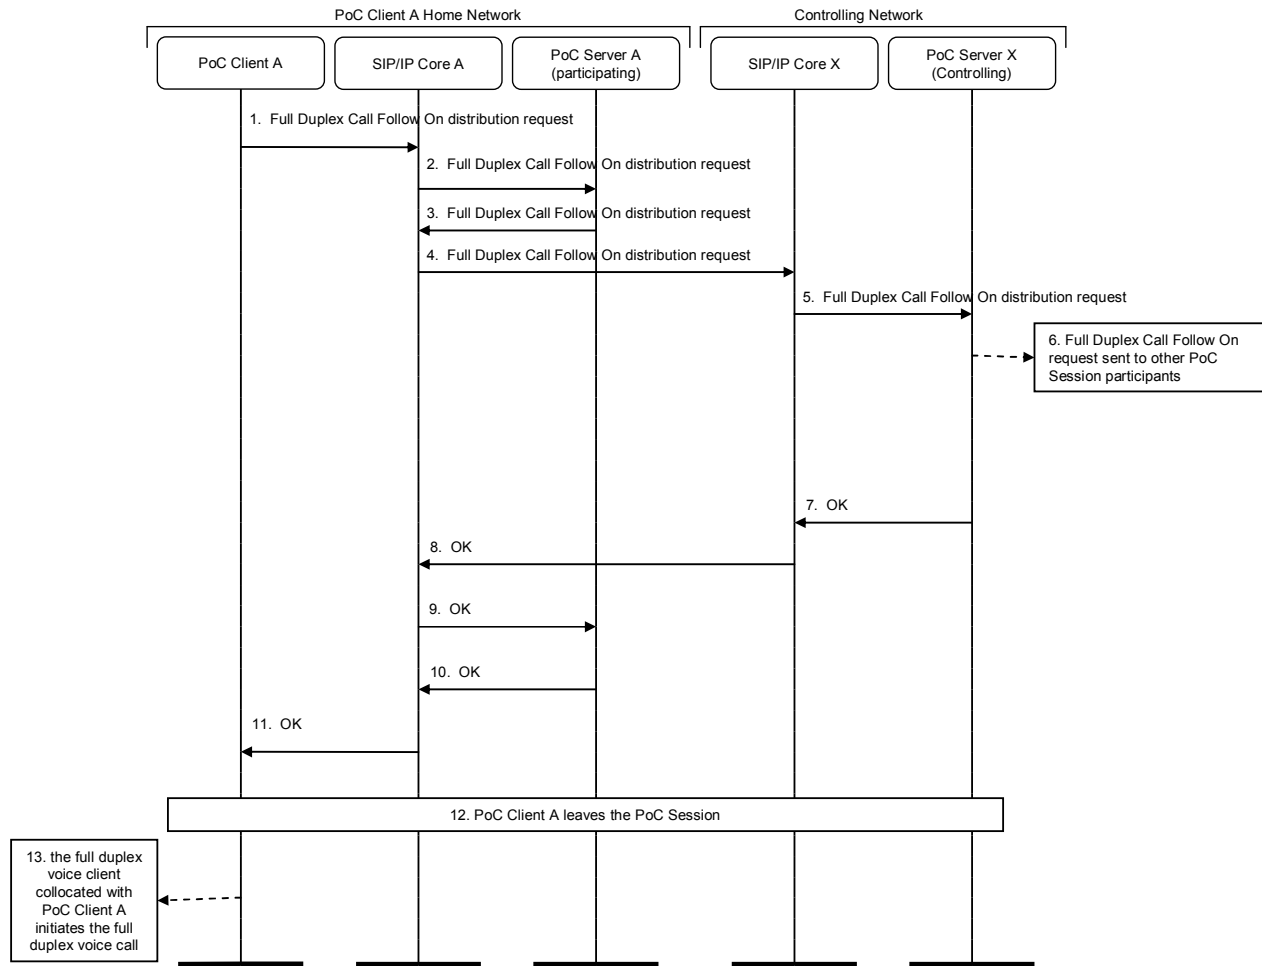 PoC Client A Home Network
Controlling Network
PoC Client A
SIP/IP Core A
PoC Server A
(participating)
SIP/IP Core X
PoC Server X
(Controlling)
1. Full Duplex Call Follow On distribution request
2. Full Duplex Call Follow On distribution request
3. Full Duplex Call Follow On distribution request
4. Full Duplex Call Follow On distribution request
5. Full Duplex Call Follow On distribution request
6. Full Duplex Call Follow On
request sent to other PoC
Session participants
7. OK
8. OK
9. OK
10. OK
11. OK
12. PoC Client A leaves the PoC Session
13. the full duplex
voice client
collocated with
PoC Client A
initiates the full
duplex voice call